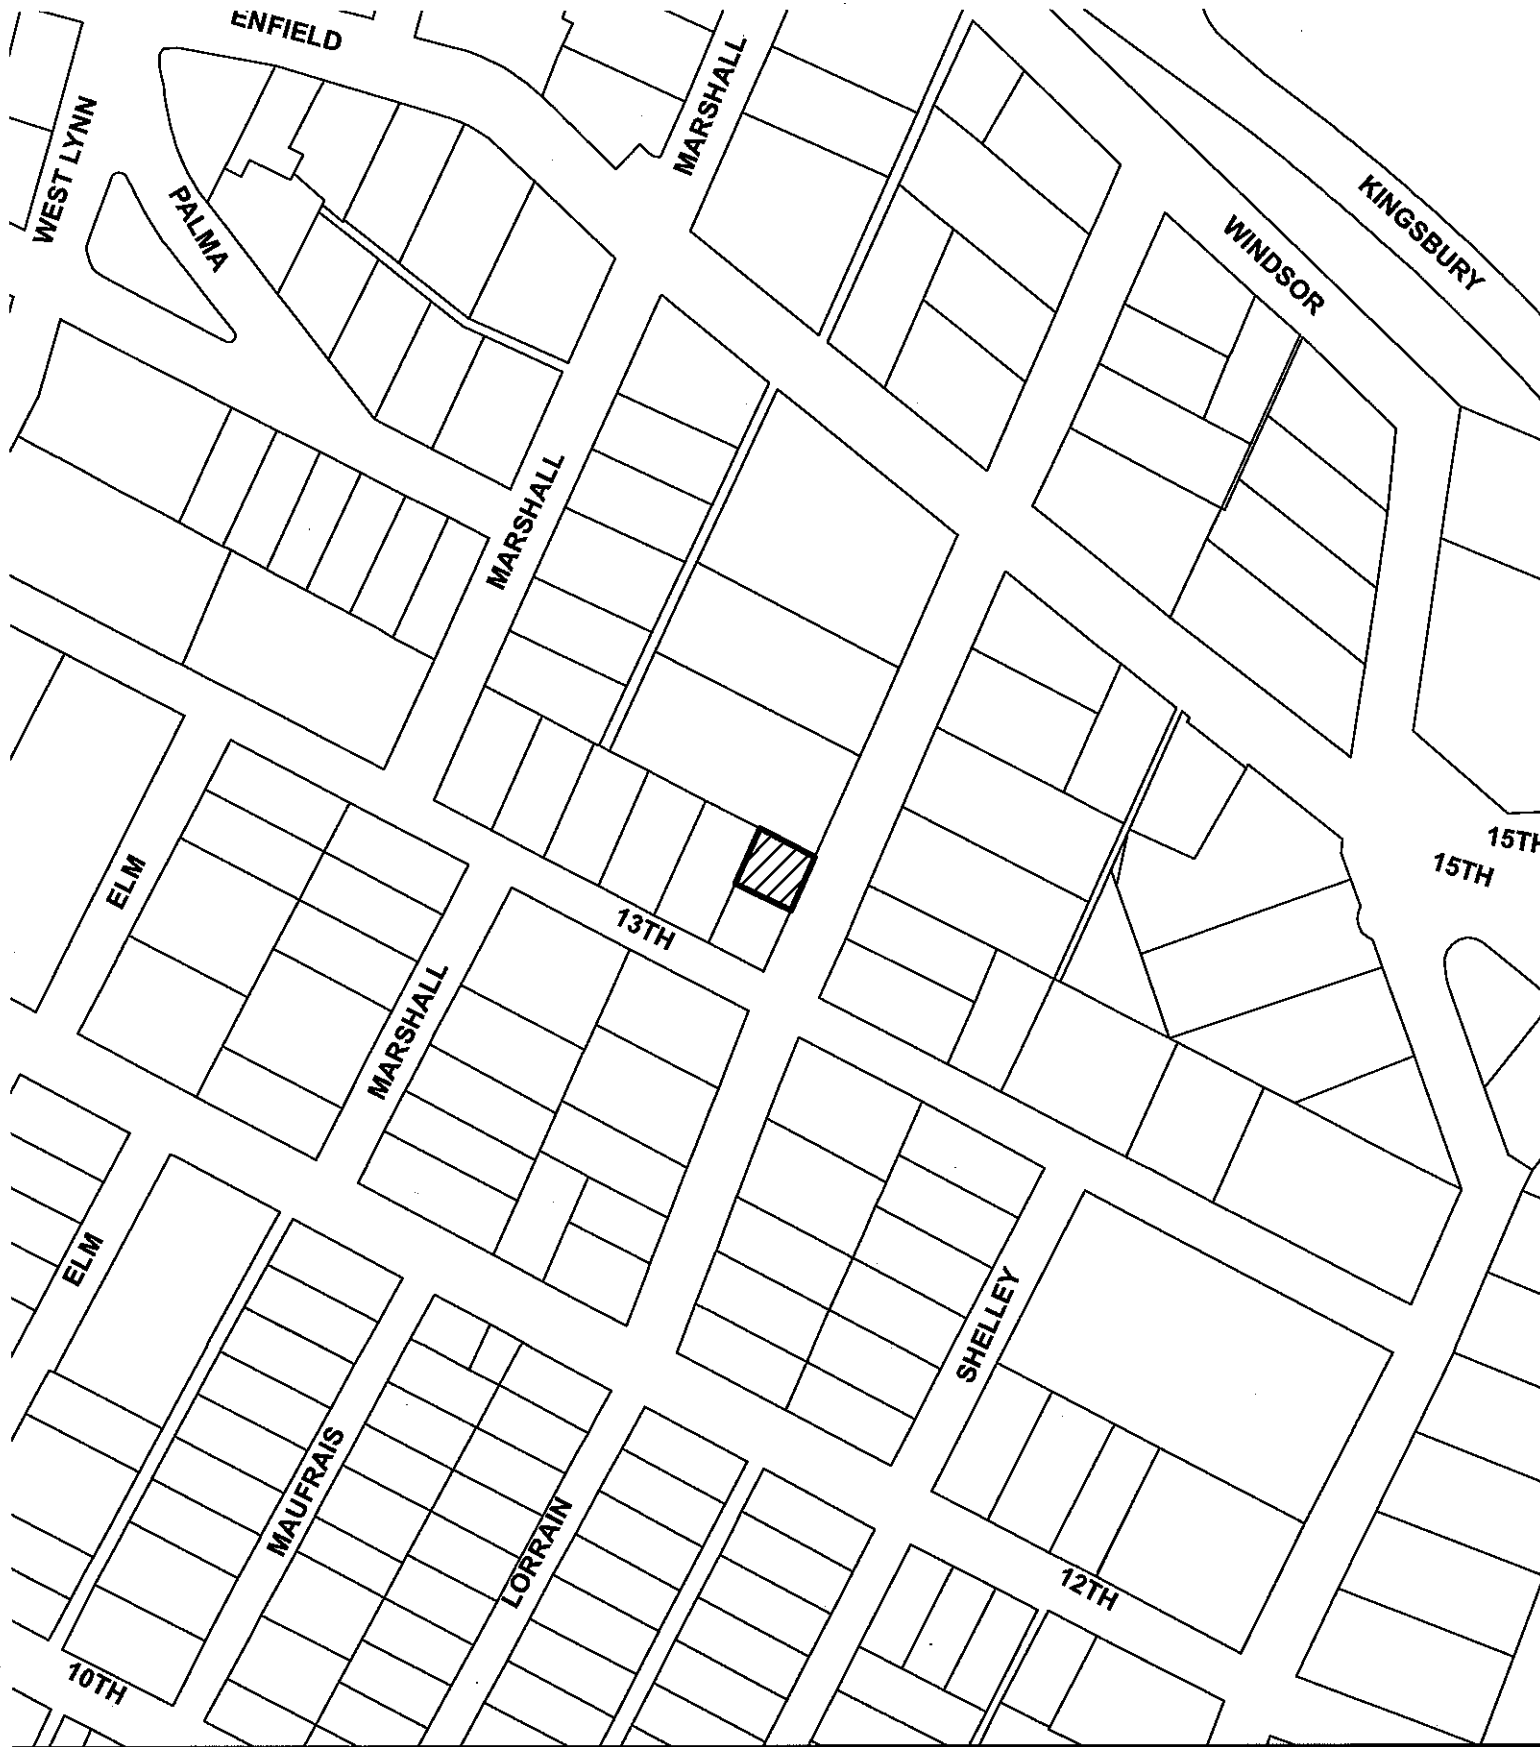 ENFIELD
MARSHALL
WEST LYNN
PALMA
KINGSBURY
WINDSOR
MARSHALL
15TH
15TH
ELM
13TH
MARSHALL
ELM
SHELLEY
MAUFRAIS
LORRAIN
12TH
10TH